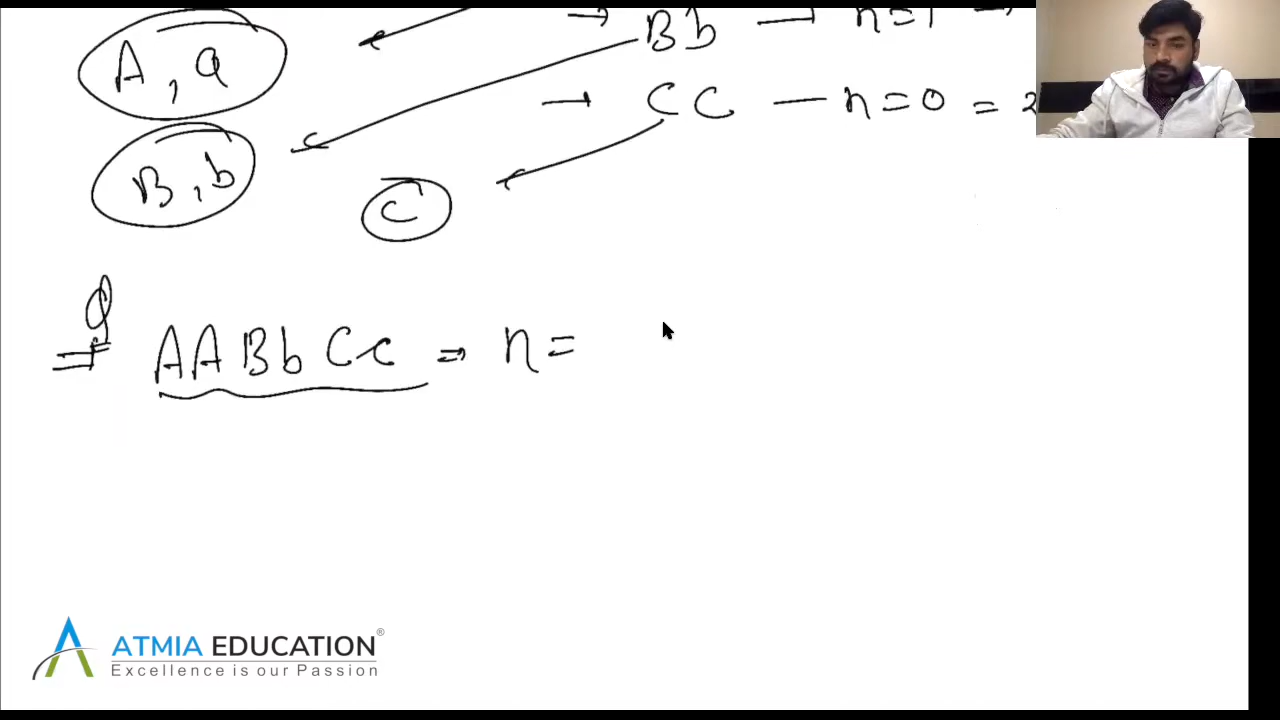 → Bb — n=1 →
A, a
→ CC — n=0 = 2
B, b
C
Q
⇒ AABbCc → n =
ATMIA EDUCATION®
Excellence is our Passion